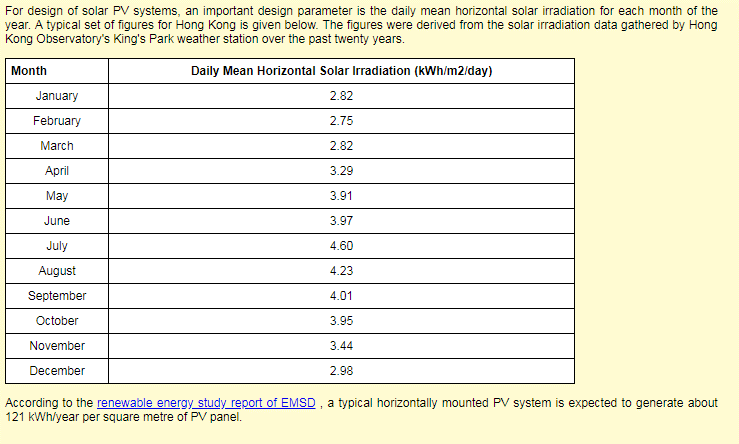 For design of solar PV systems, an important design parameter is the daily mean horizontal solar irradiation for each month of the
year. A typical set of figures for Hong Kong is given below. The figures were derived from the solar irradiation data gathered by Hong
Kong Observatory's King's Park weather station over the past twenty years.
Month Daily Mean Horizontal Solar Irradiation (kWh/m2/day)
January 2.82
February 2.75
March 2.82
April 3.29
May 3.91
June 3.97
July 4.60
August 4.23
September 4.01
October 3.95
November 3.44
December 2.98
According to the renewable energy study report of EMSD , a typical horizontally mounted PV system is expected to generate about
121 kWh/year per square metre of PV panel.